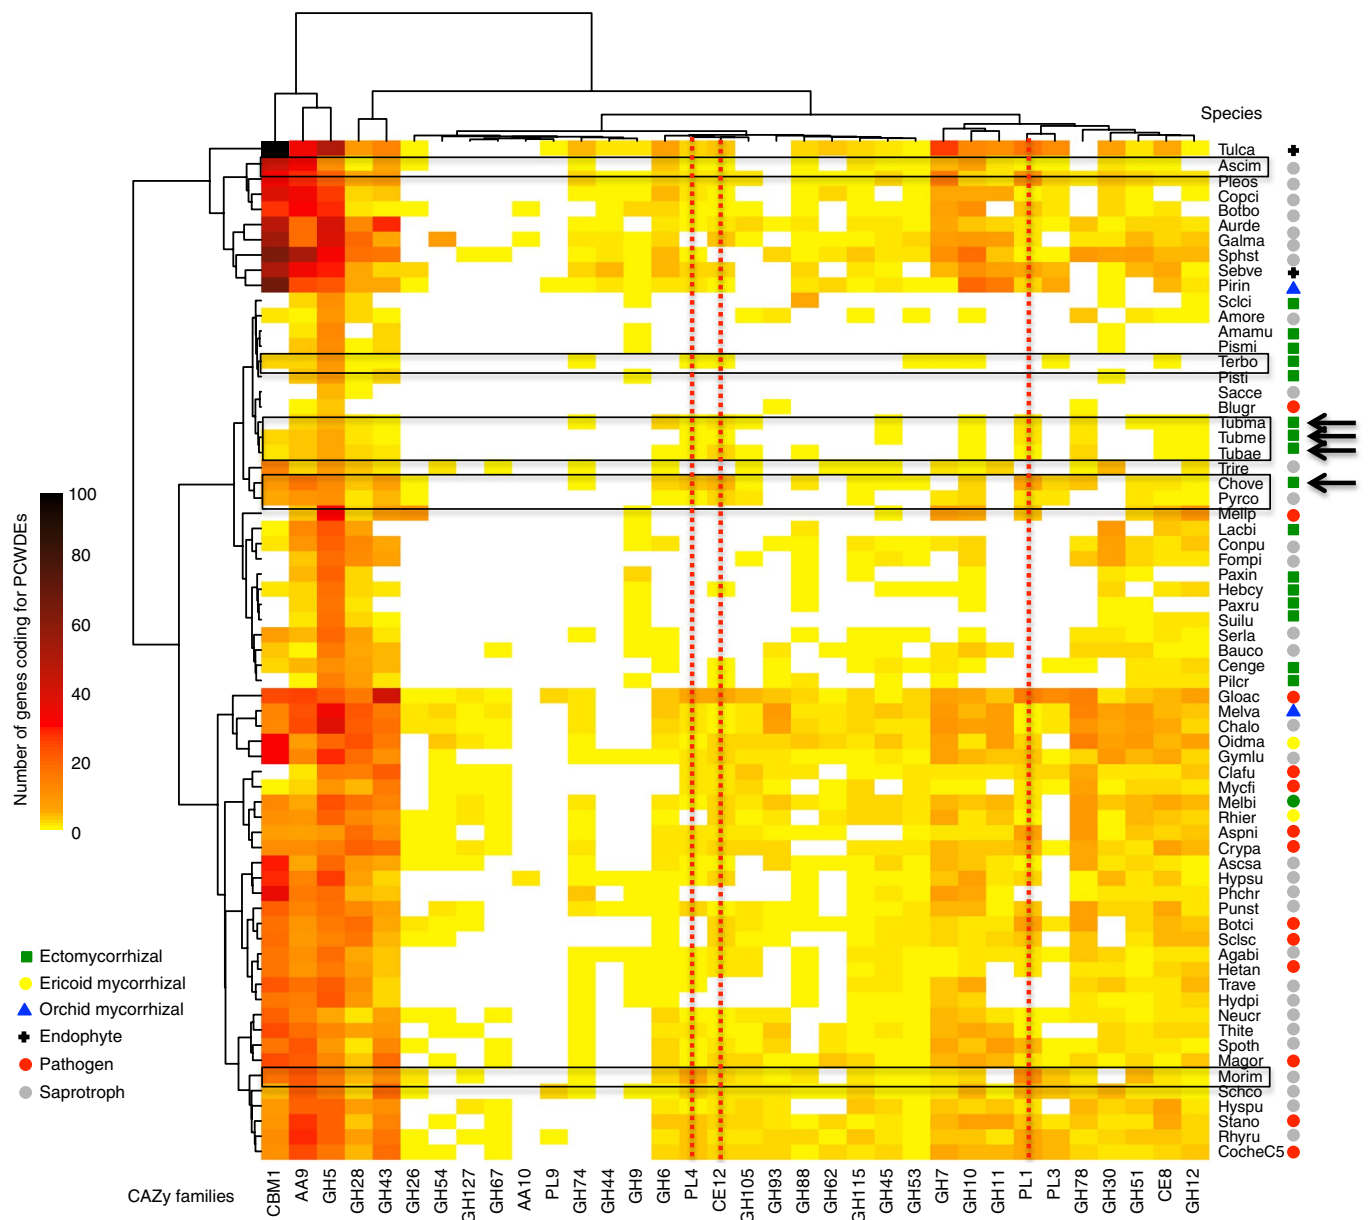 Species
Tulca
Ascim
Pleos
Copci
Botbo
Aurde
Galma
Sphst
Sebve
Pirin
Sclci
Amore
Amamu
Pismi
Terbo
Pisti
Sacce
Blugr
Tubma
Tubme
Tubae
Trire
Chove
Pyrco
Mellp
Lacbi
Conpu
Fompi
Paxin
Hebcy
Paxru
Suilu
Serla
Bauco
Cenge
Pilcr
Gloac
Melva
Chalo
Oidma
Gymlu
Clafu
Mycfi
Melbi
Rhier
Aspni
Crypa
Ascsa
Hypsu
Phchr
Punst
Botci
Sclsc
Agabi
Hetan
Trave
Hydpi
Neucr
Thite
Spoth
Magor
Morim
Schco
Hyspu
Stano
Rhyru
CocheC5
Number of genes coding for PCWDEs
100
80
60
40
20
0
Ectomycorrhizal
Ericoid mycorrhizal
Orchid mycorrhizal
Endophyte
Pathogen
Saprotroph
CAZy families
CBM1
AA9
GH5
GH28
GH43
GH26
GH54
GH127
GH67
AA10
PL9
GH74
GH44
GH9
GH6
PL4
CE12
GH105
GH93
GH88
GH62
GH115
GH45
GH53
GH7
GH10
GH11
PL1
PL3
GH78
GH30
GH51
CE8
GH12